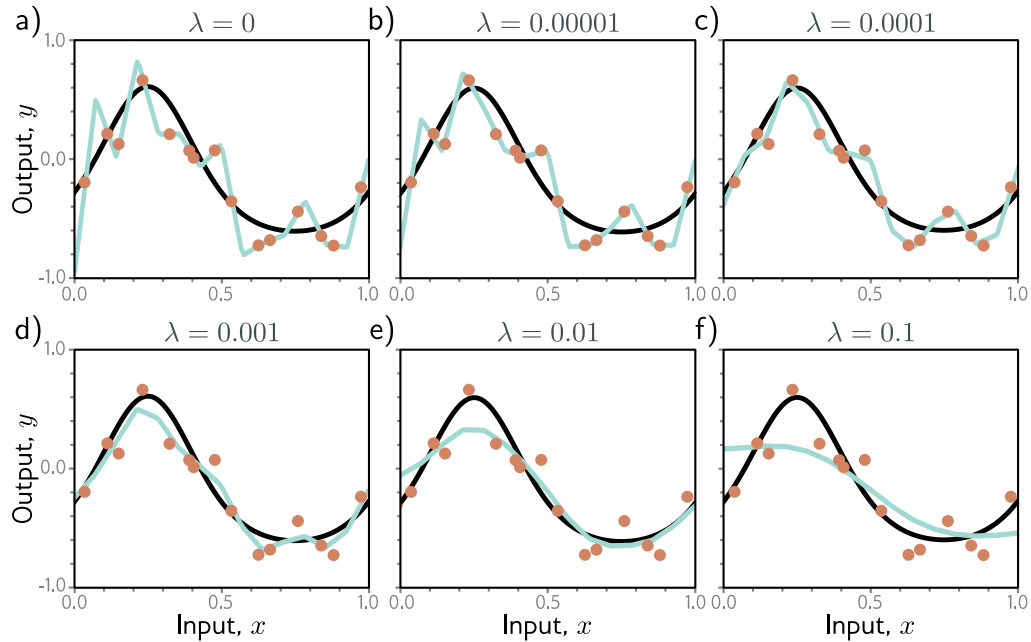 a) λ = 0
b) λ = 0.00001
c) λ = 0.0001
1.0
0.0
-1.0
Output, y
0.0 0.5 1.0
0.0 0.5 1.0
0.0 0.5 1.0
d) λ = 0.001
e) λ = 0.01
f) λ = 0.1
1.0
0.0
-1.0
Output, y
0.0 0.5 1.0
0.0 0.5 1.0
0.0 0.5 1.0
Input, x
Input, x
Input, x